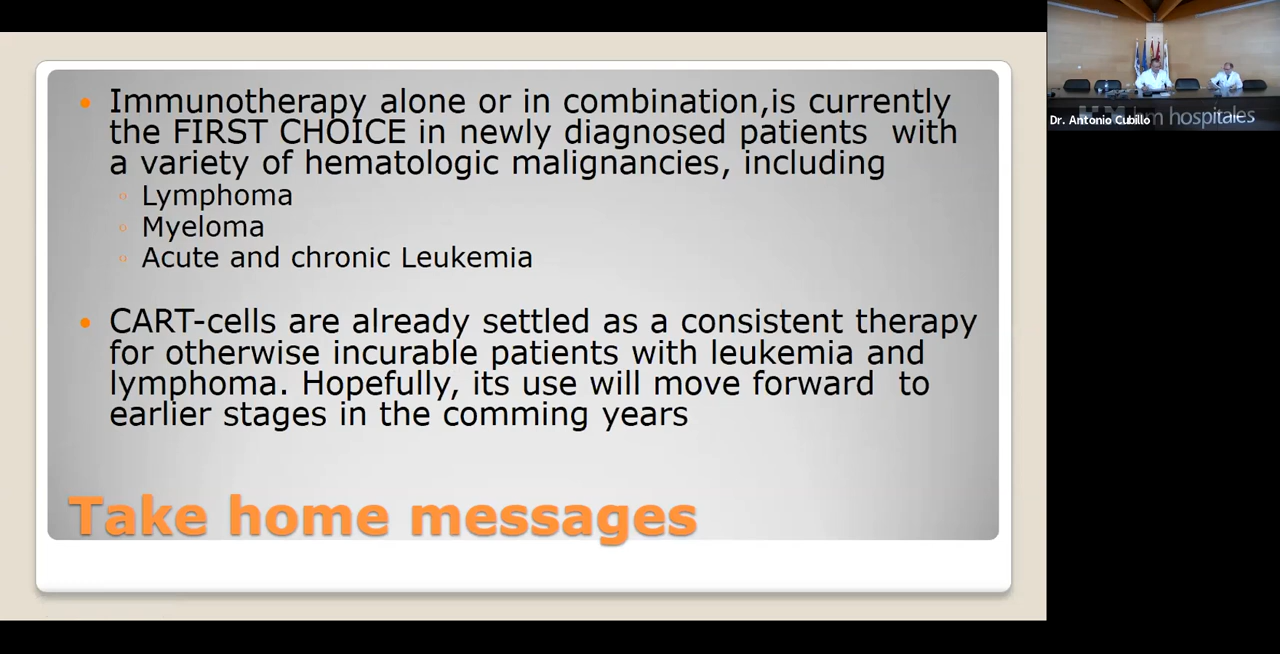 Immunotherapy alone or in combination,is currently
the FIRST CHOICE in newly diagnosed patients with
a variety of hematologic malignancies, including
Lymphoma
Myeloma
Acute and chronic Leukemia
CART-cells are already settled as a consistent therapy
for otherwise incurable patients with leukemia and
lymphoma. Hopefully, its use will move forward to
earlier stages in the comming years
Take home messages
hm hospitales
Dr. Antonio Cubillo